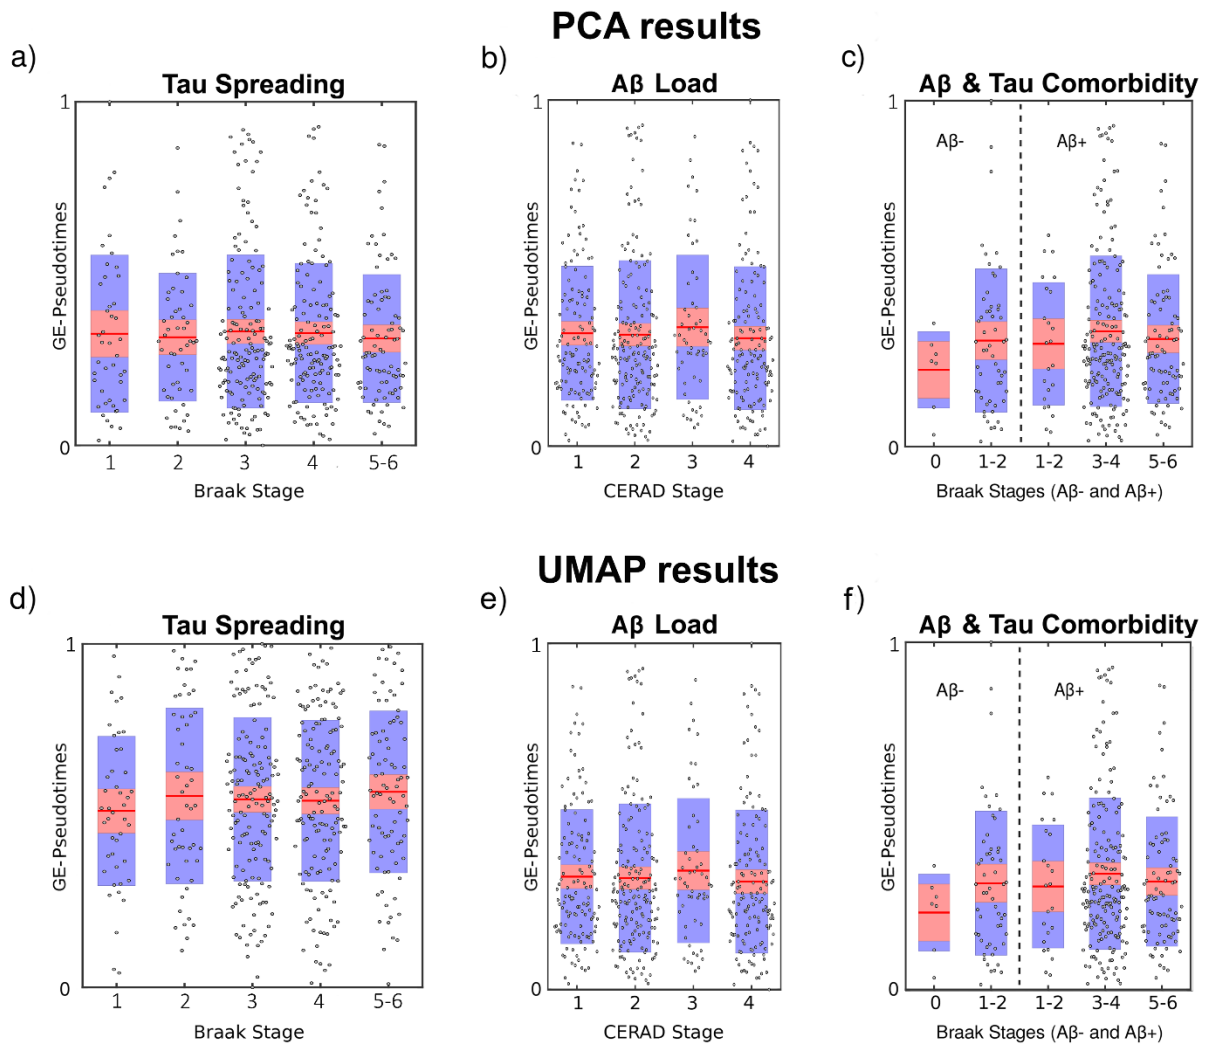 PCA results
a)
Tau Spreading
1
GE-Pseudotimes
0
1 2 3 4 5-6
Braak Stage
b)
Aβ Load
1
GE-Pseudotimes
0
1 2 3 4
CERAD Stage
c)
Aβ & Tau Comorbidity
1
Aβ- Aβ+
GE-Pseudotimes
0
0 1-2 1-2 3-4 5-6
Braak Stages (Aβ- and Aβ+)
UMAP results
d)
Tau Spreading
1
GE-Pseudotimes
0
1 2 3 4 5-6
Braak Stage
e)
Aβ Load
1
GE-Pseudotimes
0
1 2 3 4
CERAD Stage
f)
Aβ & Tau Comorbidity
1
Aβ- Aβ+
GE-Pseudotimes
0
0 1-2 1-2 3-4 5-6
Braak Stages (Aβ- and Aβ+)